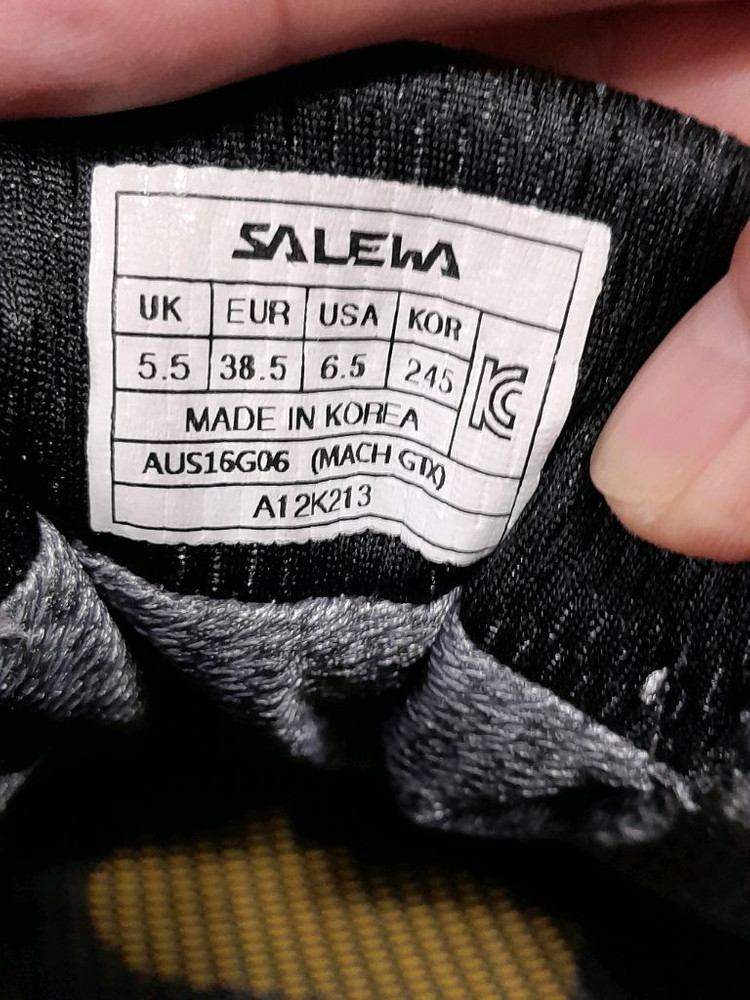 SALEWA
UK EUR USA KOR
5.5 38.5 6.5 245
MADE IN KOREA
AUS16G06 (MACH GTX)
A12K213